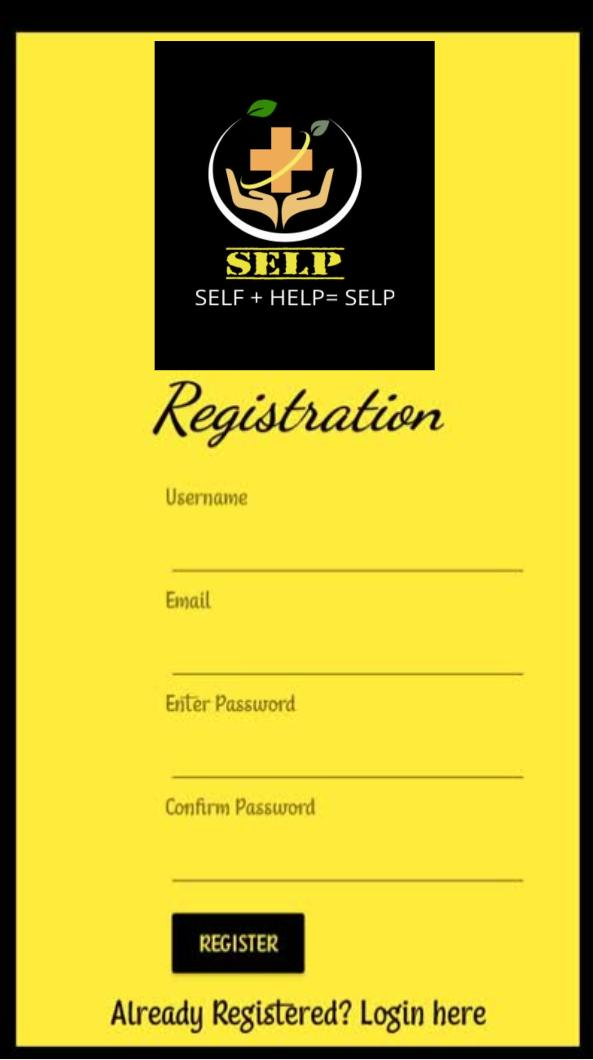 SELP
SELF + HELP= SELP
Registration
Username
Email
Enter Password
Confirm Password
REGISTER
Already Registered? Login here